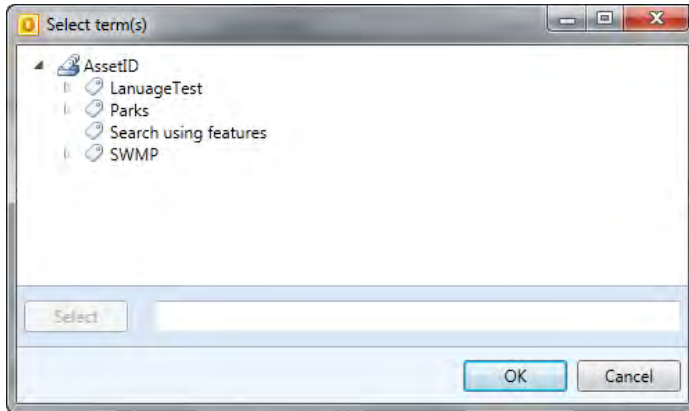 Select term(s)
AssetID
LanuageTest
Parks
Search using features
SWMP
Select
OK
Cancel